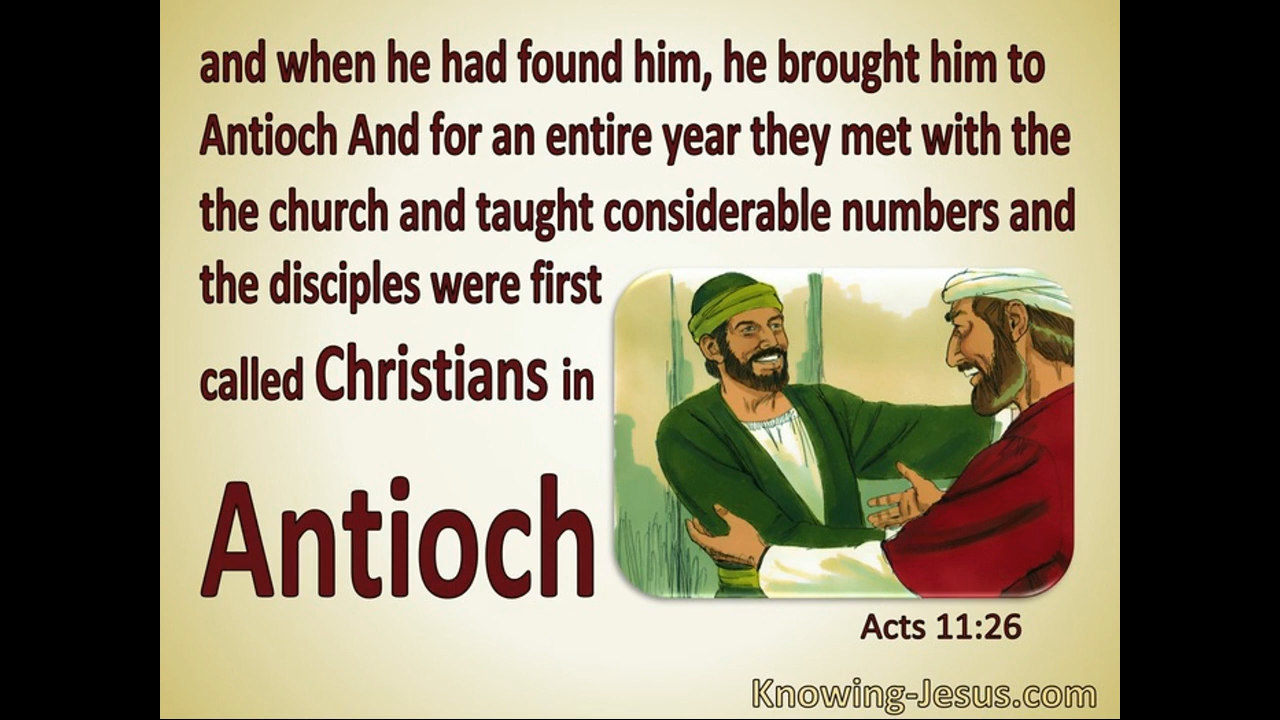 and when he had found him, he brought him to
Antioch And for an entire year they met with the
the church and taught considerable numbers and
the disciples were first
called Christians in
Antioch
Acts 11:26
Knowing-Jesus.com